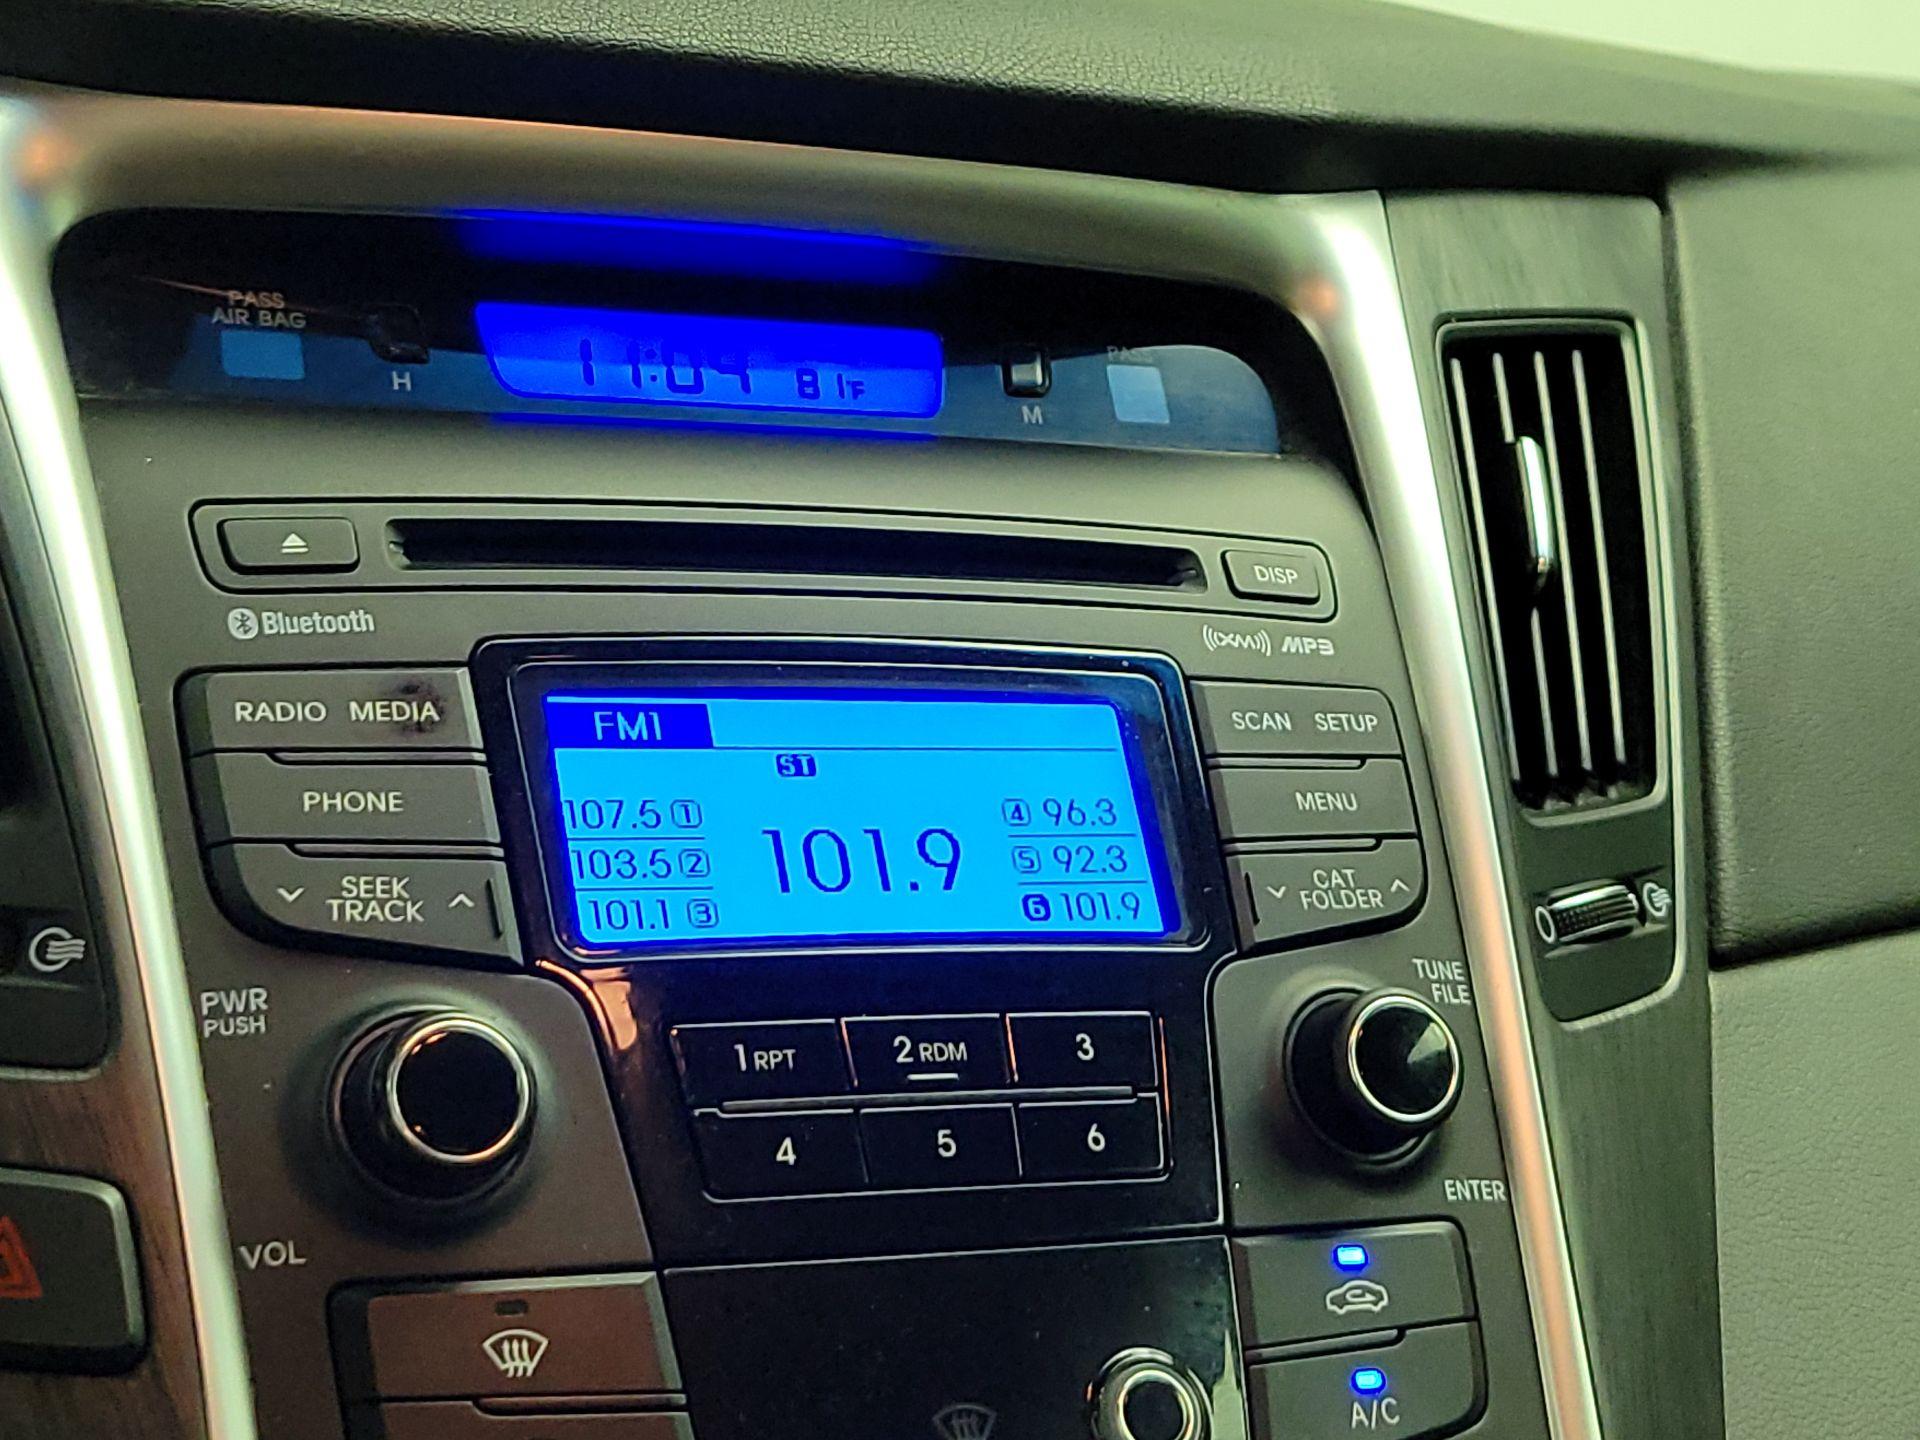 PASS
AIR BAG
H
11:04 81°F
M
PASS
DISP
Bluetooth
((XM)) MP3
RADIO MEDIA
FM1
SCAN SETUP
ST
PHONE
107.5 1
4 96.3
MENU
103.5 2
101.9
5 92.3
SEEK
TRACK
101.1 3
6 101.9
CAT
FOLDER
PWR
PUSH
TUNE
FILE
1 RPT
2 RDM
3
4
5
6
ENTER
VOL
A/C